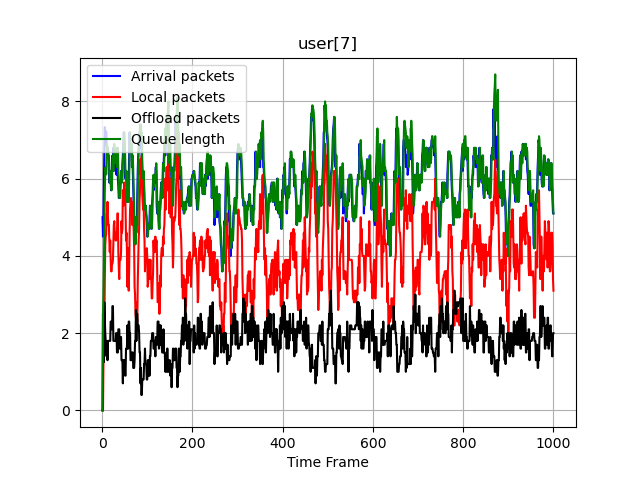 user[7]
Arrival packets
Local packets
Offload packets
Queue length
8
6
4
2
0
0 200 400 600 800 1000
Time Frame